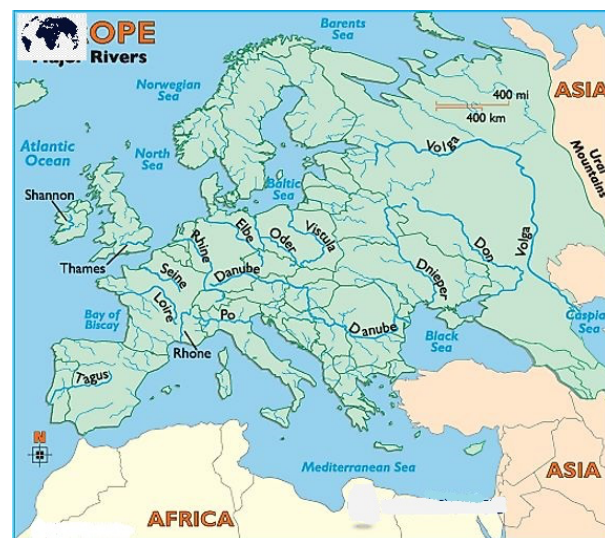 OPE
Major Rivers
Barents
Sea
Norwegian
Sea
400 mi
400 km
ASIA
Ural
Mountains
Atlantic
Ocean
North
Sea
Volga
Shannon
Baltic
Sea
Thames
Rhine
Elbe
Oder
Vistula
Don
Volga
Seine
Danube
Dnieper
Loire
Bay of
Biscay
Po
Danube
Black
Sea
Caspia
Sea
Rhone
Tagus
N
Mediterranean Sea
ASIA
AFRICA